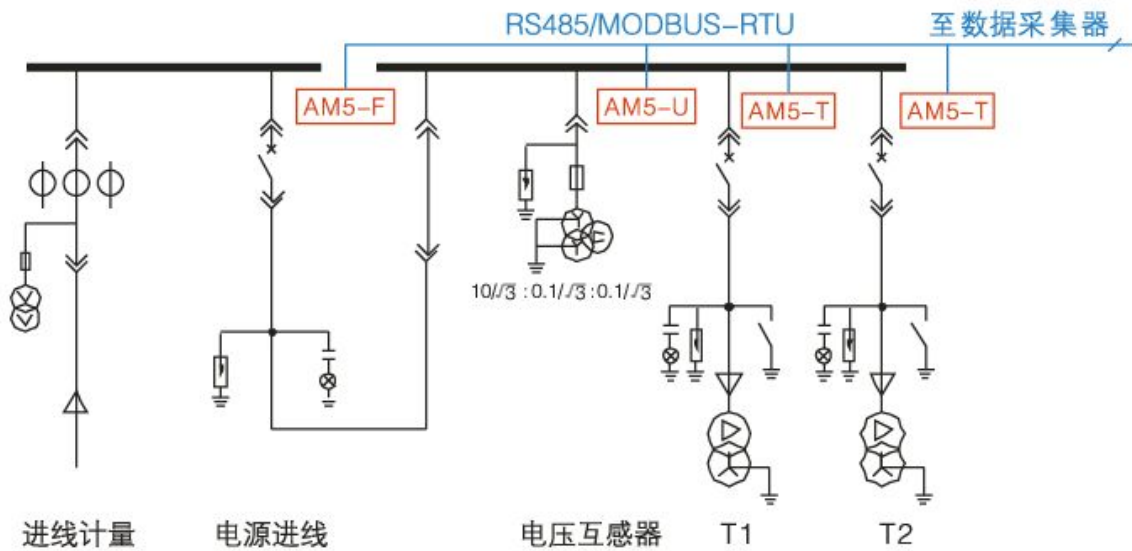 RS485/MODBUS-RTU
至数据采集器
AM5-F
AM5-U
AM5-T
AM5-T
10/√3 : 0.1/√3 : 0.1/√3
进线计量
电源进线
电压互感器
T1
T2